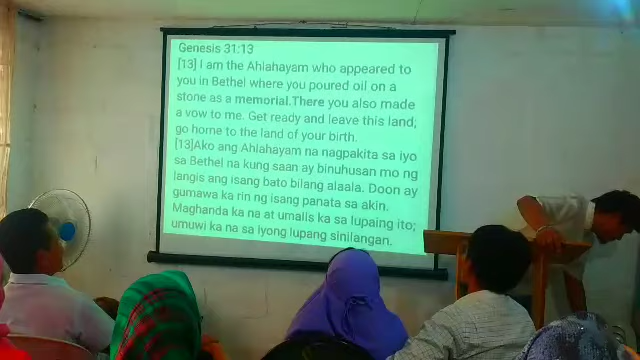 Genesis 31:13
[13] I am the Ahlahayam who appeared to
you in Bethel where you poured oil on a
stone as a memorial.There you also made
a vow to me. Get ready and leave this land;
go home to the land of your birth.
[13]Ako ang Ahlahayam na nagpakita sa iyo
sa Bethel na kung saan ay binuhusan mo ng
langis ang isang bato bilang alaala. Doon ay
gumawa ka rin ng isang panata sa akin.
Maghanda ka na at umalis ka sa lupaing ito;
umuwi ka na sa iyong lupang sinilangan.